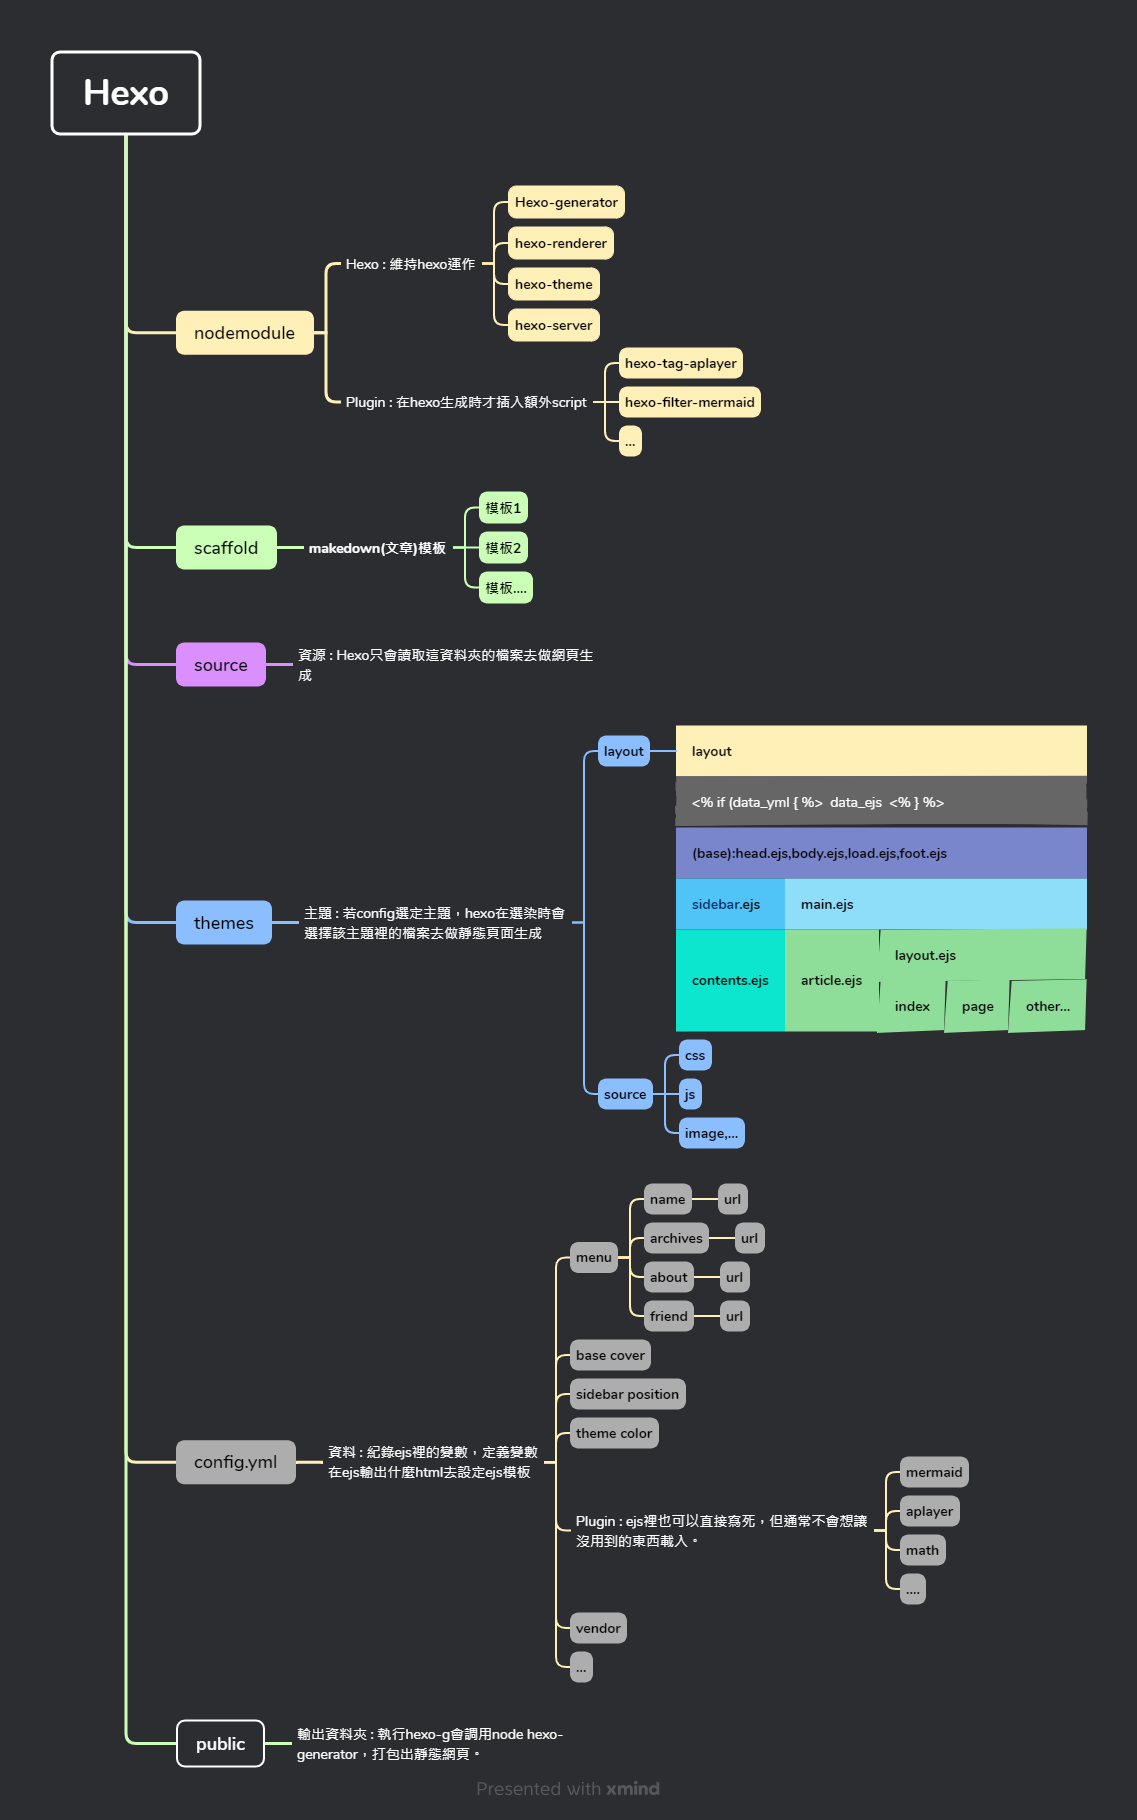 Hexo
nodemodule
Hexo : 維持hexo運作
Hexo-generator
hexo-renderer
hexo-theme
hexo-server
Plugin : 在hexo生成時才插入額外script
hexo-tag-aplayer
hexo-filter-mermaid
...
scaffold
makedown(文章)模板
模板1
模板2
模板....
source
資源 : Hexo只會讀取這資料夾的檔案去做網頁生
成
themes
主題 : 若config選定主題，hexo在選染時會
選擇該主題裡的檔案去做靜態頁面生成
layout
layout
<% if (data_yml { %>  data_ejs  <% } %>
(base):head.ejs,body.ejs,load.ejs,foot.ejs
sidebar.ejs
main.ejs
contents.ejs
article.ejs
layout.ejs
index
page
other...
source
css
js
image,...
config.yml
資料 : 紀錄ejs裡的變數，定義變數
在ejs輸出什麼html去設定ejs模板
menu
name
url
archives
url
about
url
friend
url
base cover
sidebar position
theme color
Plugin : ejs裡也可以直接寫死，但通常不會想讓
沒用到的東西載入。
mermaid
aplayer
math
....
vendor
...
public
輸出資料夾 : 執行hexo-g會調用node hexo-
generator，打包出靜態網頁。
Presented with xmind